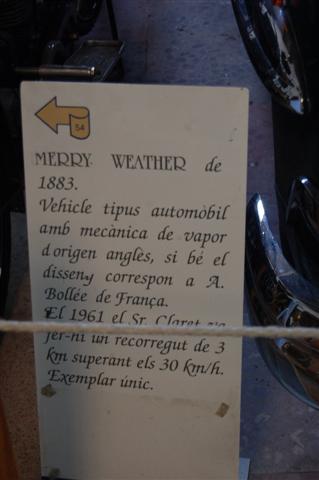 54
MERRY WEATHER de
1883.
Vehicle tipus automòbil
amb mecànica de vapor
d'origen anglès, si bé el
disseny correspon a A.
Bollée de França.
El 1961 el Sr. Claret va
fer-hi un recorregut de 3
km superant els 30 km/h.
Exemplar únic.